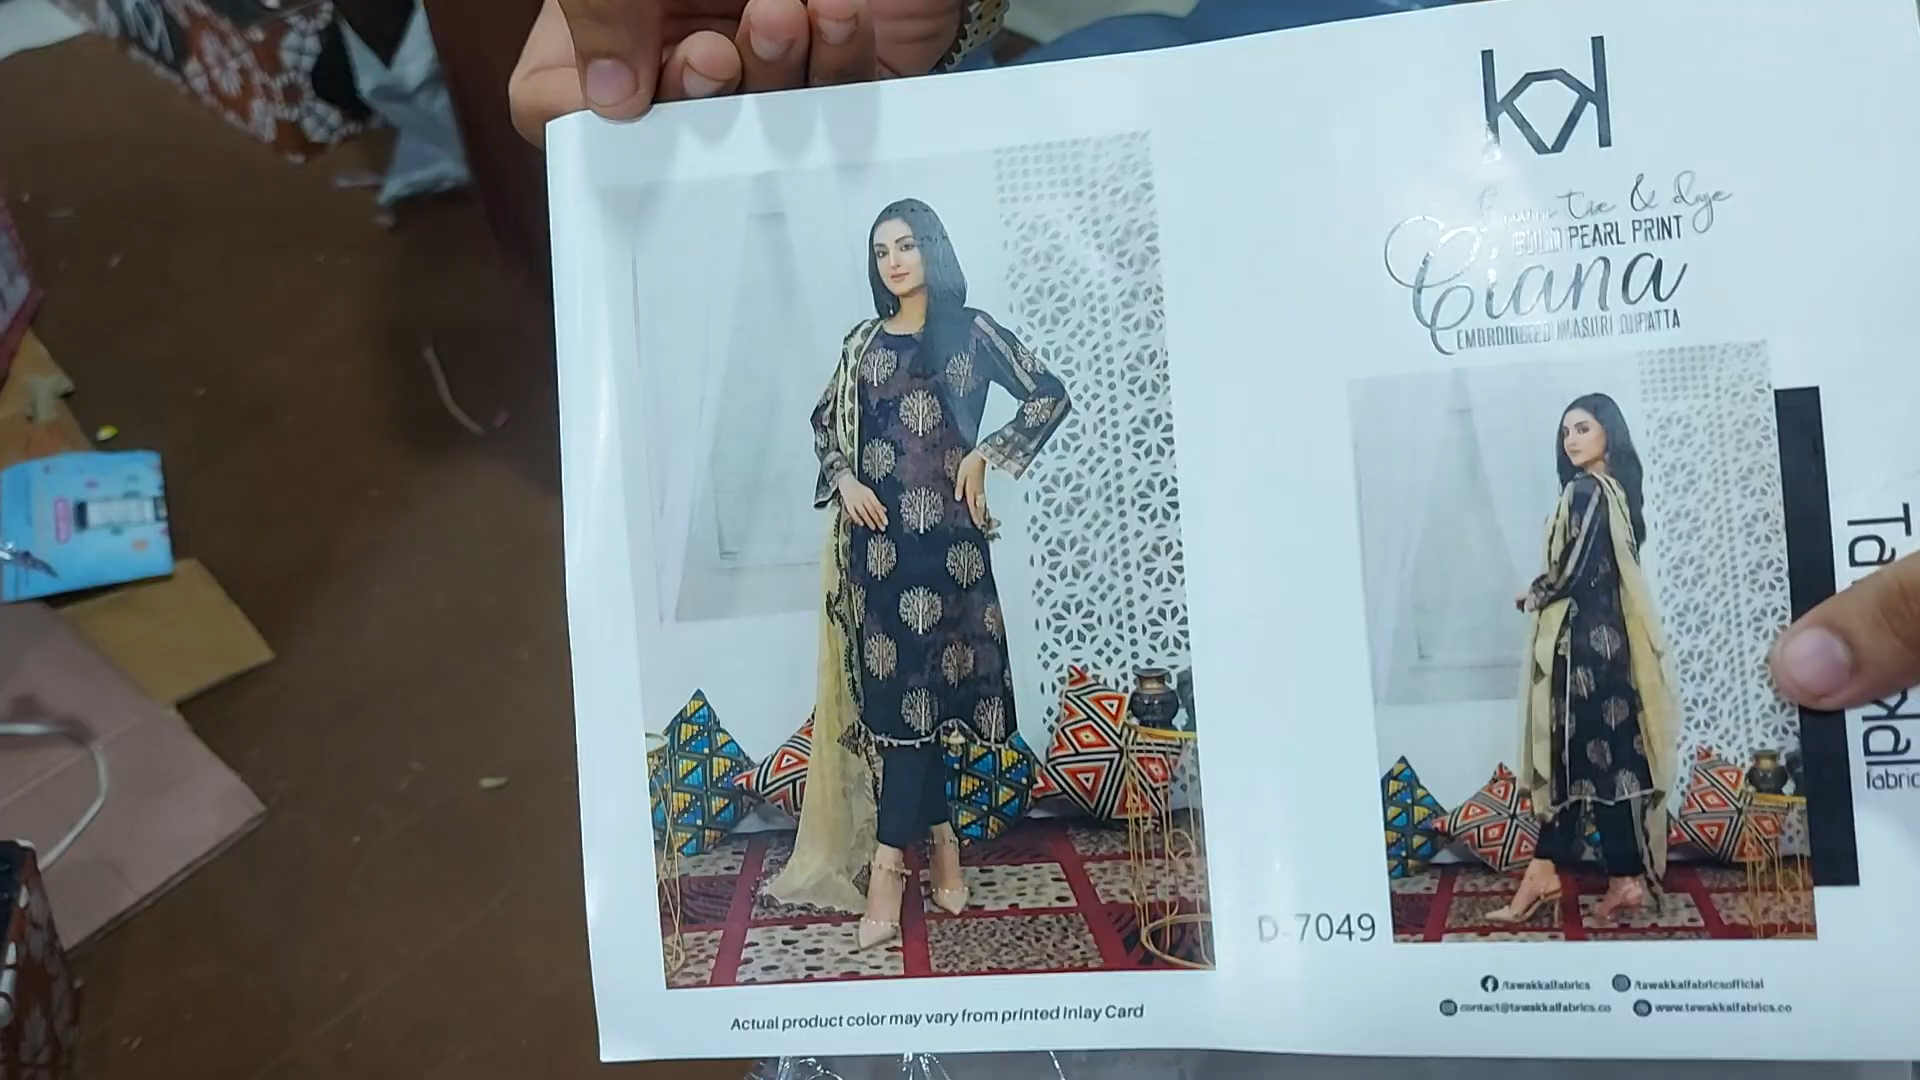 tie & dye
PEARL PRINT
Ciana
EMBROIDERED MASURI DUPATTA
D-7049
/tawakkalfabrics
/tawakkalfabricsofficial
contact@tawakkalfabrics.co
www.tawakkalfabrics.co
Actual product color may vary from printed Inlay Card